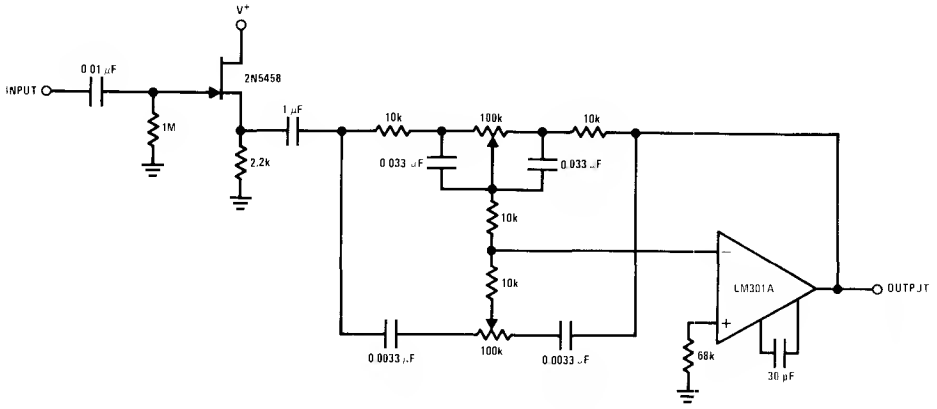 V+
0.01 µF
INPUT
2N5458
1M
1 µF
2.2k
10k
100k
10k
0.033 µF
0.033 µF
10k
10k
−
LM301A
OUTPUT
+
0.0033 µF
100k
0.0033 µF
68k
30 pF